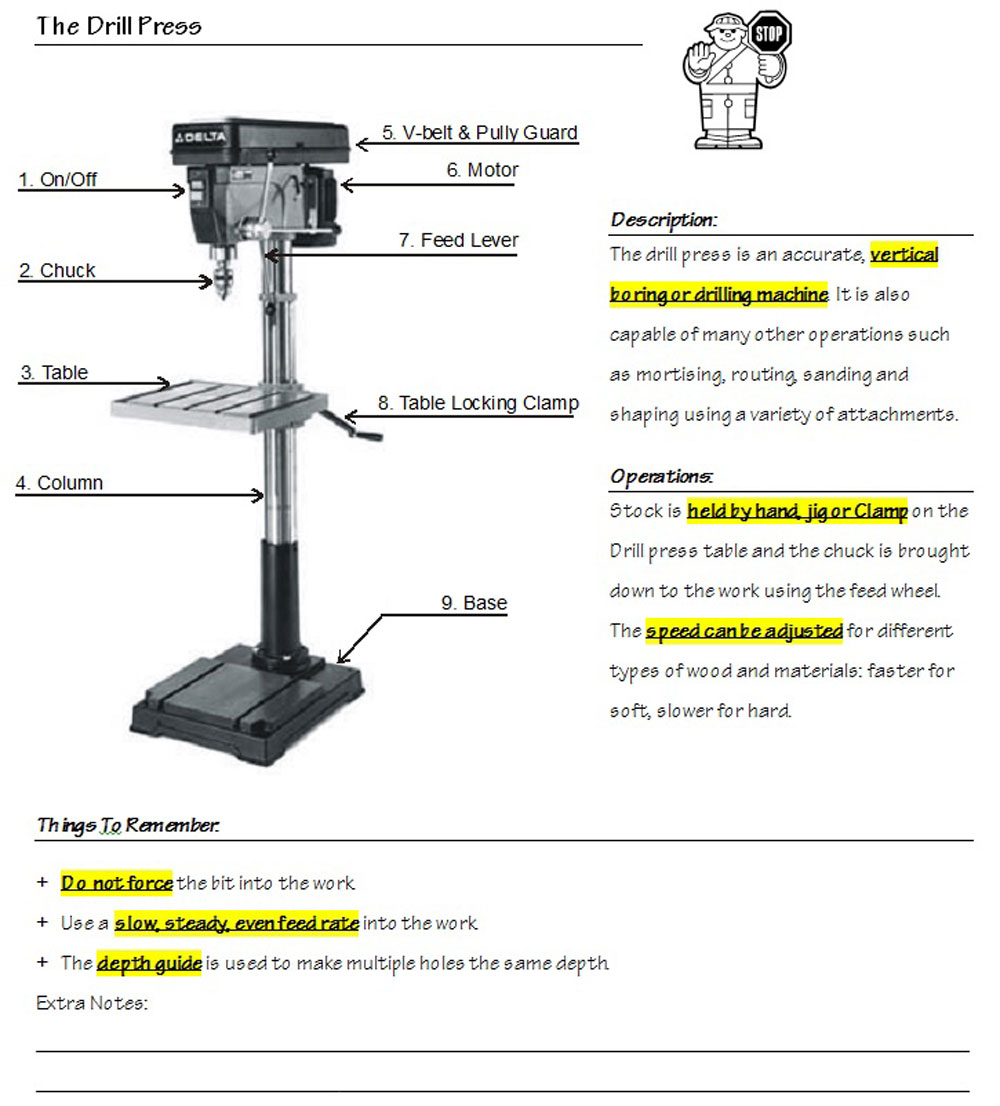 The Drill Press
STOP
DELTA
5. V-belt & Pully Guard
6. Motor
1. On/Off
7. Feed Lever
2. Chuck
3. Table
8. Table Locking Clamp
4. Column
9. Base
Description:
The drill press is an accurate, vertical
boring or drilling machine. It is also
capable of many other operations such
as mortising, routing, sanding and
shaping using a variety of attachments.
Operations:
Stock is held by hand, jig or Clamp on the
Drill press table and the chuck is brought
down to the work using the feed wheel.
The speed can be adjusted for different
types of wood and materials: faster for
soft, slower for hard.
Things To Remember:
+ Do not force the bit into the work.
+ Use a slow, steady, even feed rate into the work.
+ The depth guide is used to make multiple holes the same depth.
Extra Notes: